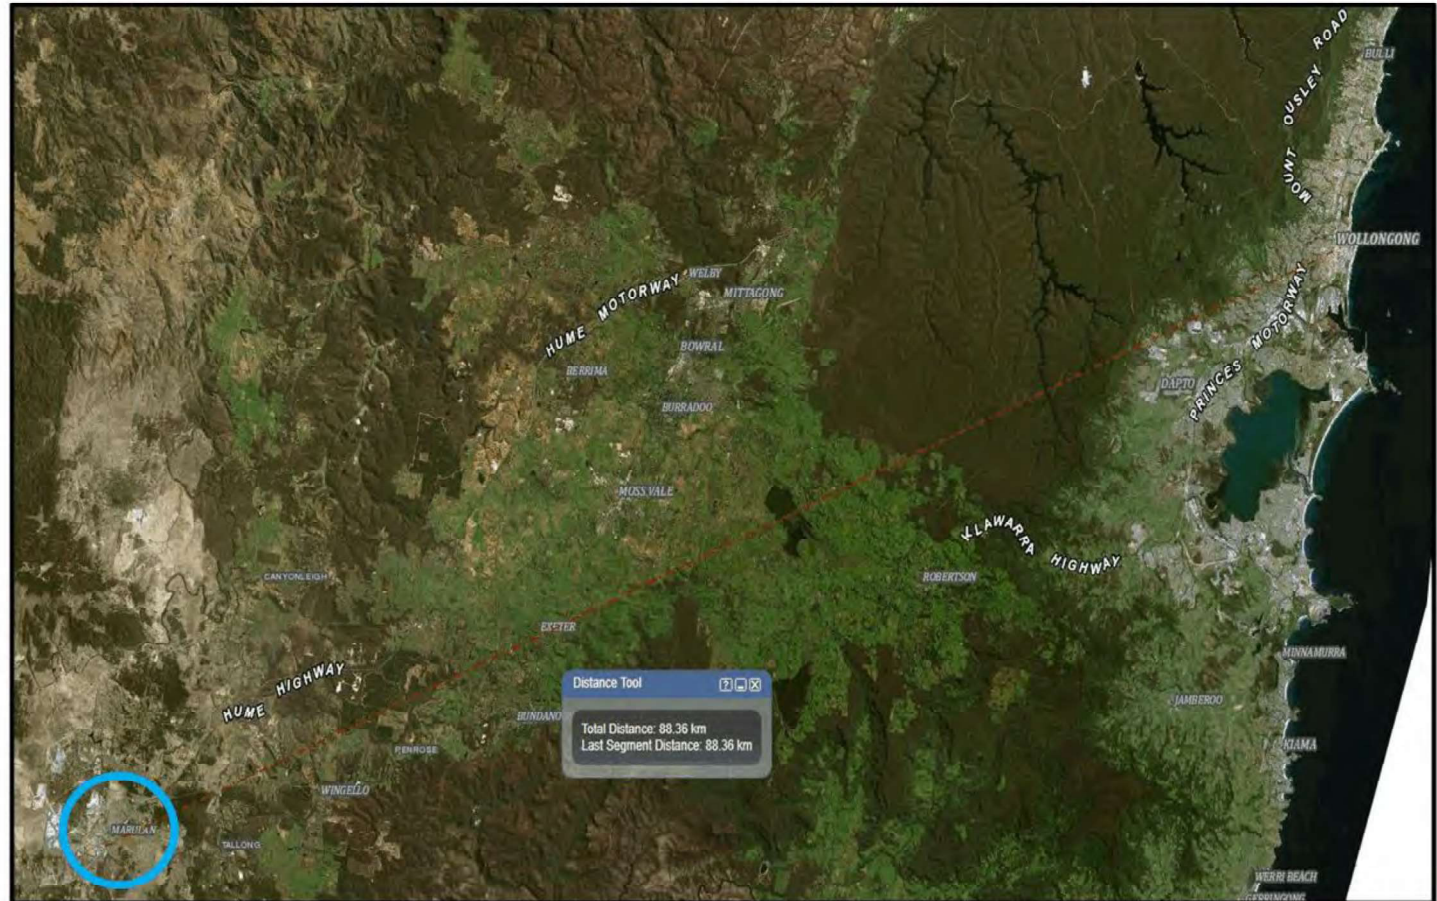 MOUNT OUSLEY ROAD
BULLI
WOLLONGONG
HUME MOTORWAY
WELBY
MITTAGONG
BOWRAL
BERRIMA
DAPTO
PRINCES MOTORWAY
BURRADOO
MOSS VALE
HIGHWAY
CANYONLEIGH
ROBERTSON
EXETER
MINNAMURRA
HUME HIGHWAY
Distance Tool
JAMBEROO
BUNDANO
Total Distance: 88.36 km
Last Segment Distance: 88.36 km
PENROSE
KIAMA
WINGELLO
MARULAN
TALLONG
WERRI BEACH
GERRINGONG